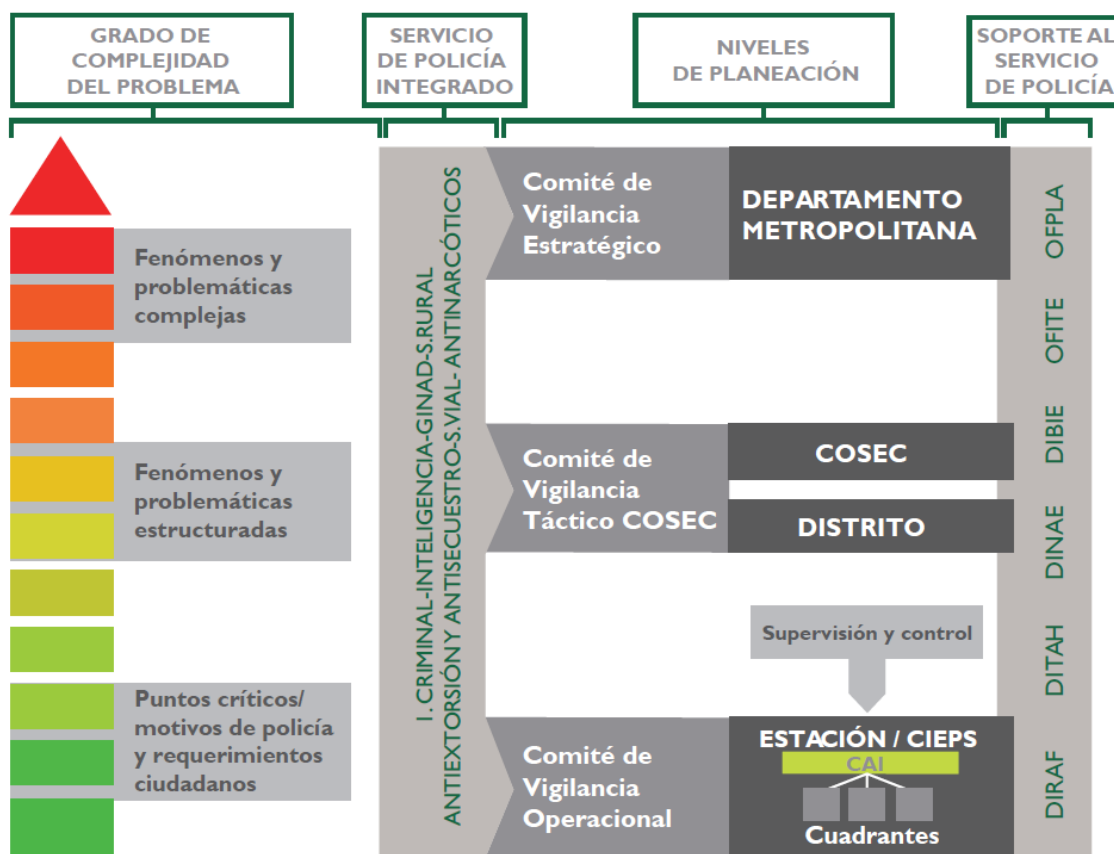 GRADO DE
COMPLEJIDAD
DEL PROBLEMA
SERVICIO
DE POLICÍA
INTEGRADO
NIVELES
DE PLANEACIÓN
SOPORTE AL
SERVICIO
DE POLICÍA
Fenómenos y
problemáticas
complejas
Fenómenos y
problemáticas
estructuradas
Puntos críticos/
motivos de policía
y requerimientos
ciudadanos
I. CRIMINAL-INTELIGENCIA-GINAD-S.RURAL
ANTIEXTORSIÓN Y ANTISECUESTRO-S.VIAL- ANTINARCÓTICOS
Comité de
Vigilancia
Estratégico
DEPARTAMENTO
METROPOLITANA
Comité de
Vigilancia
Táctico COSEC
COSEC
DISTRITO
Supervisión y control
Comité de
Vigilancia
Operacional
ESTACIÓN / CIEPS
CAI
Cuadrantes
OFPLA
OFITE
DIBIE
DINAE
DITAH
DIRAF